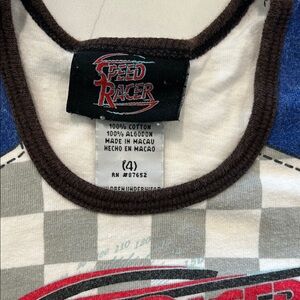 SPEED
RACER
100% COTTON
100% ALGODON
MADE IN MACAU
HECHO EN MACAO
(4)
RN #87652